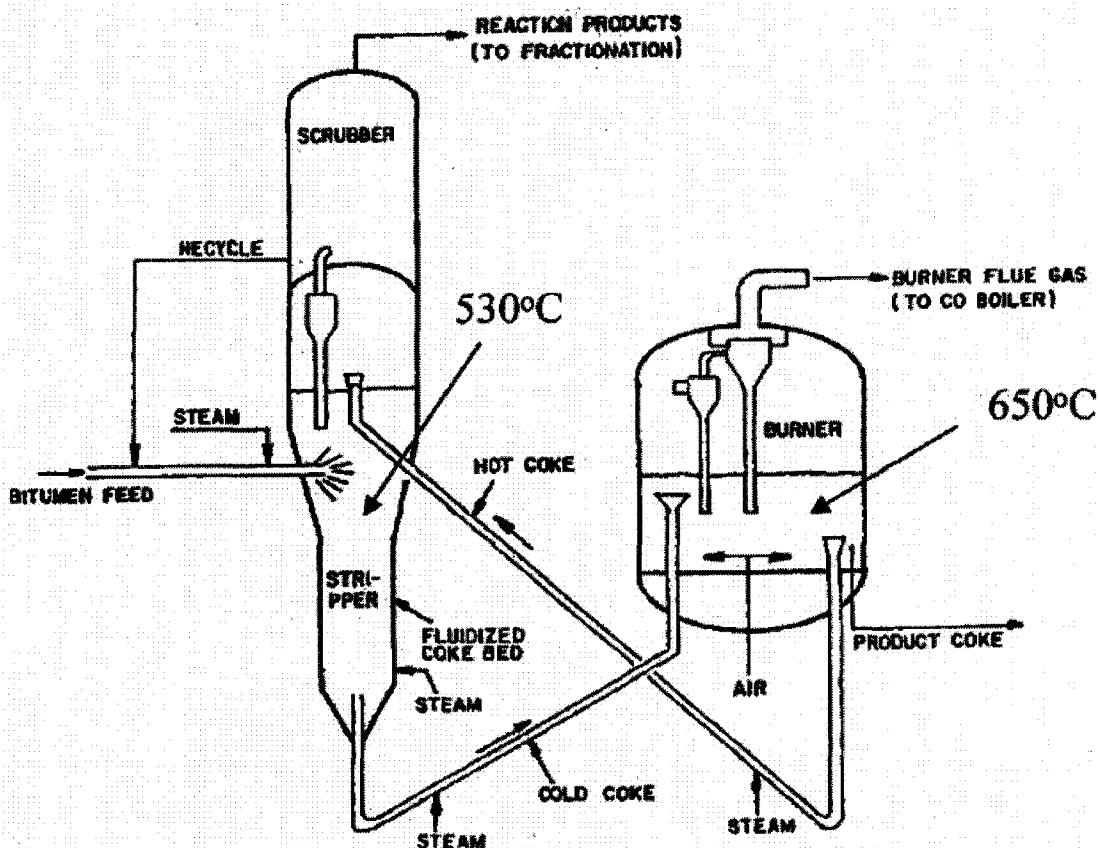 REACTION PRODUCTS
(TO FRACTIONATION)
SCRUBBER
RECYCLE
530°C
BURNER FLUE GAS
(TO CO BOILER)
650°C
STEAM
BURNER
HOT COKE
BITUMEN FEED
STRI-
PPER
FLUIDIZED
COKE BED
PRODUCT COKE
STEAM
AIR
COLD COKE
STEAM
STEAM